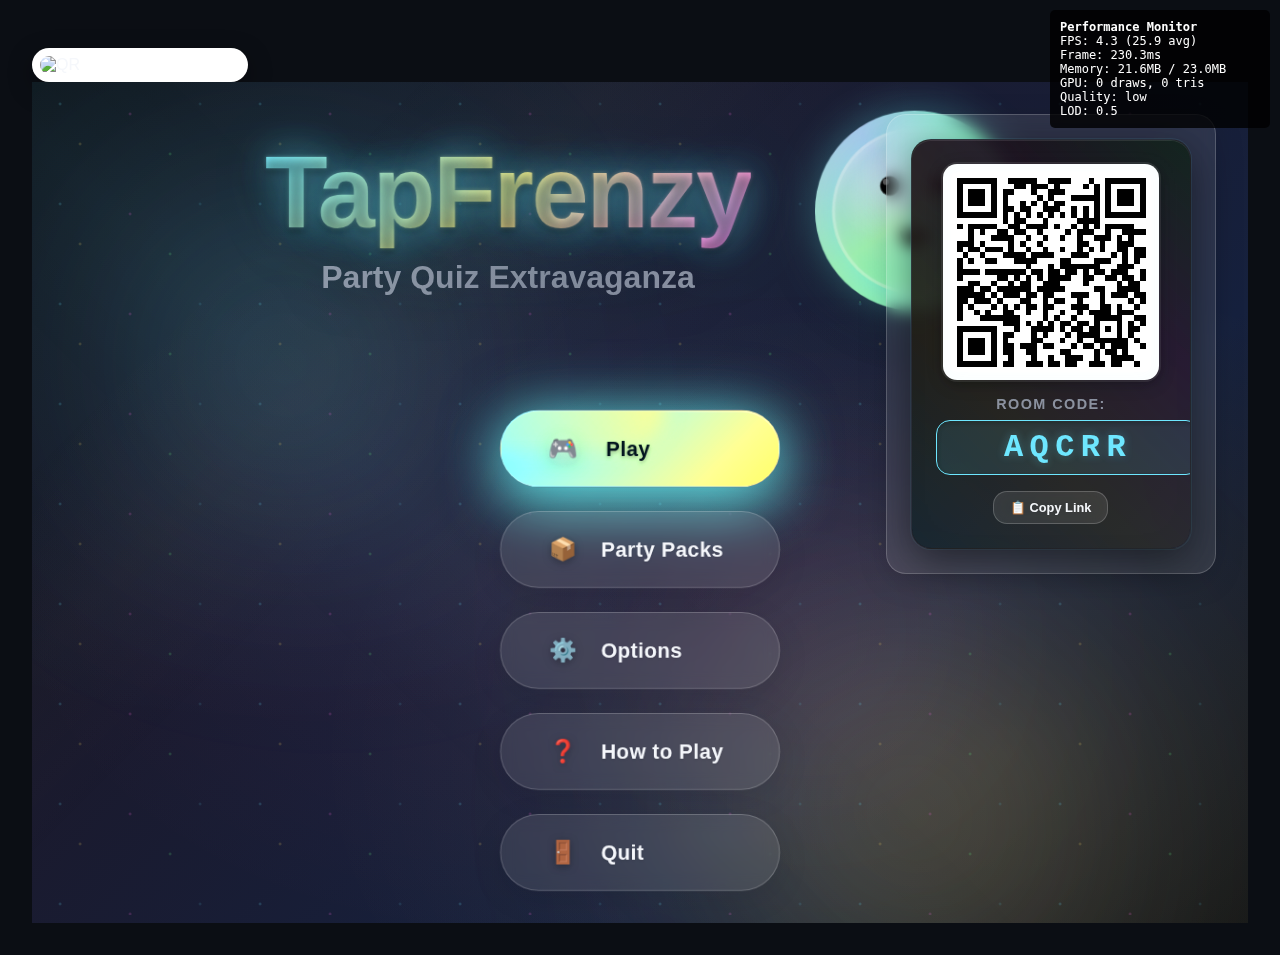 QR
Performance Monitor
FPS: 4.3 (25.9 avg)
Frame: 230.3ms
Memory: 21.6MB / 23.0MB
GPU: 0 draws, 0 tris
Quality: low
LOD: 0.5
TapFrenzy
Party Quiz Extravaganza
ROOM CODE:
AQCRR
📋 Copy Link
🎮 Play
📦 Party Packs
⚙️ Options
❓ How to Play
🚪 Quit